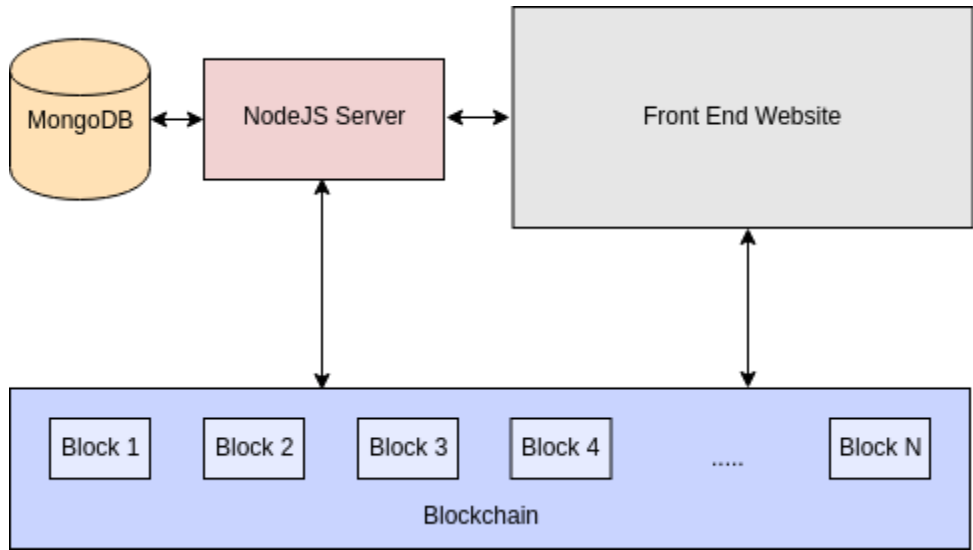 MongoDB
NodeJS Server
Front End Website
Block 1
Block 2
Block 3
Block 4
.....
Block N
Blockchain